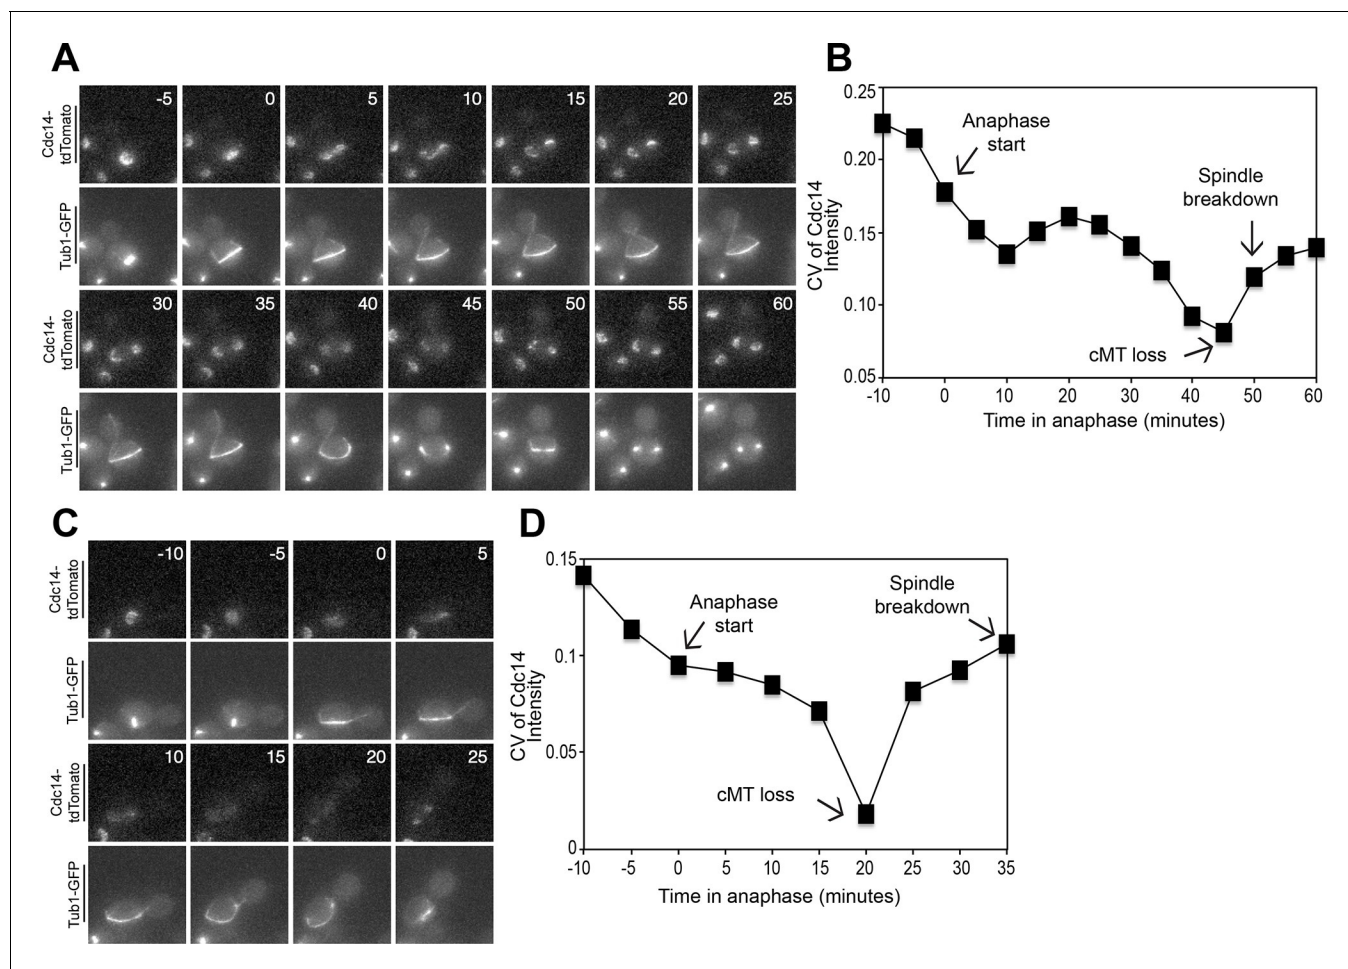 A
Cdc14-
tdTomato
-5 0 5 10 15 20 25
Tub1-GFP
Cdc14-
tdTomato
30 35 40 45 50 55 60
Tub1-GFP
B
CV of Cdc14
Intensity
0.25
0.20
0.15
0.10
0.05
Anaphase
start
Spindle
breakdown
cMT loss
-10 0 10 20 30 40 50 60
Time in anaphase (minutes)
C
Cdc14-
tdTomato
-10 -5 0 5
Tub1-GFP
Cdc14-
tdTomato
10 15 20 25
Tub1-GFP
D
CV of Cdc14
Intensity
0.15
0.1
0.05
0
Anaphase
start
Spindle
breakdown
cMT loss
-10 -5 0 5 10 15 20 25 30 35
Time in anaphase (minutes)